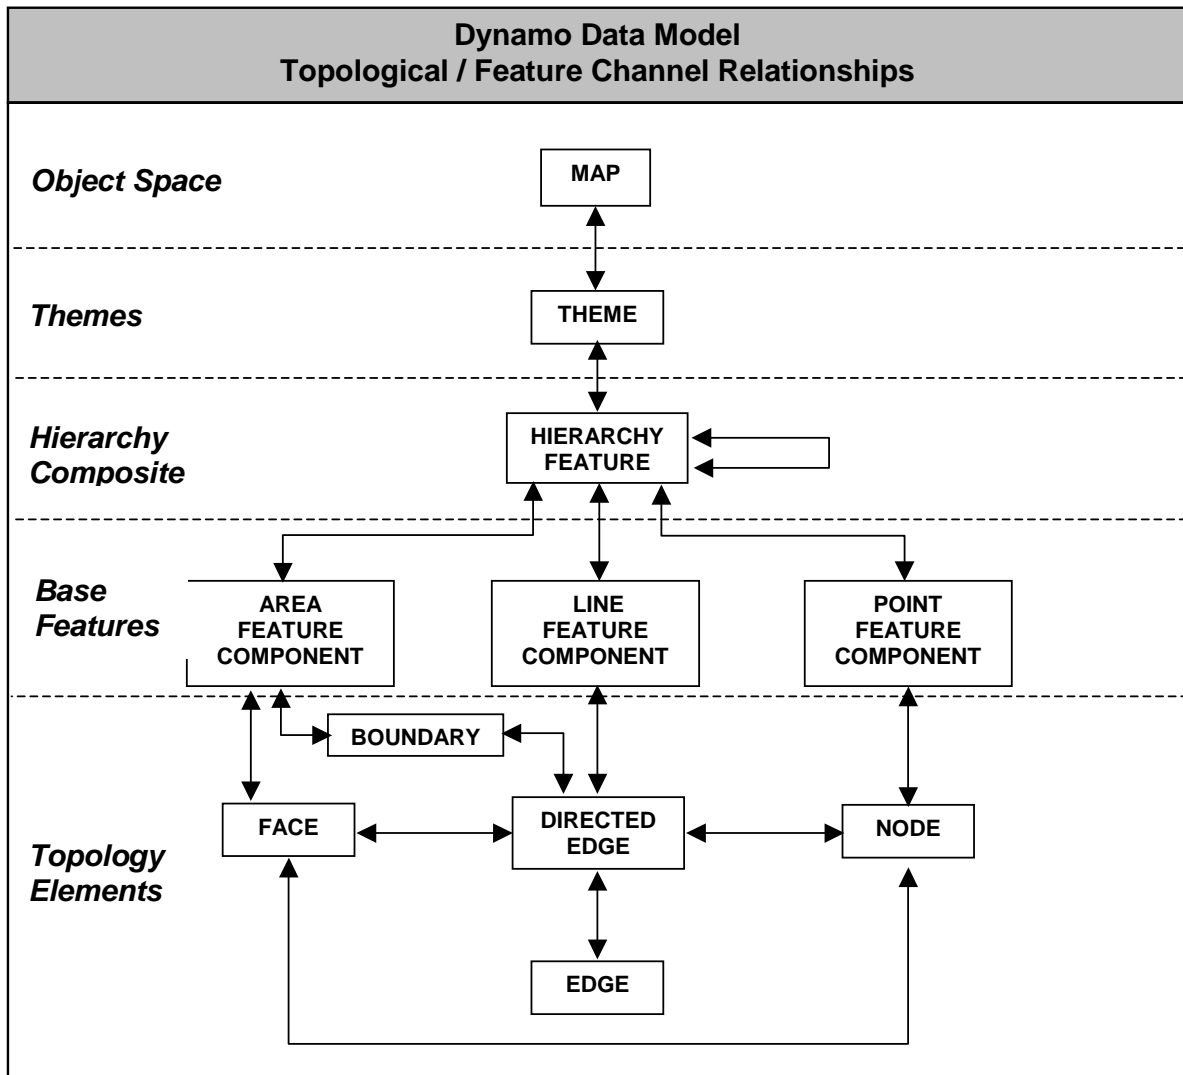 Dynamo Data Model
Topological / Feature Channel Relationships
Object Space
MAP
Themes
THEME
Hierarchy
Composite
HIERARCHY
FEATURE
Base
Features
AREA
FEATURE
COMPONENT
LINE
FEATURE
COMPONENT
POINT
FEATURE
COMPONENT
BOUNDARY
Topology
Elements
FACE
DIRECTED
EDGE
NODE
EDGE